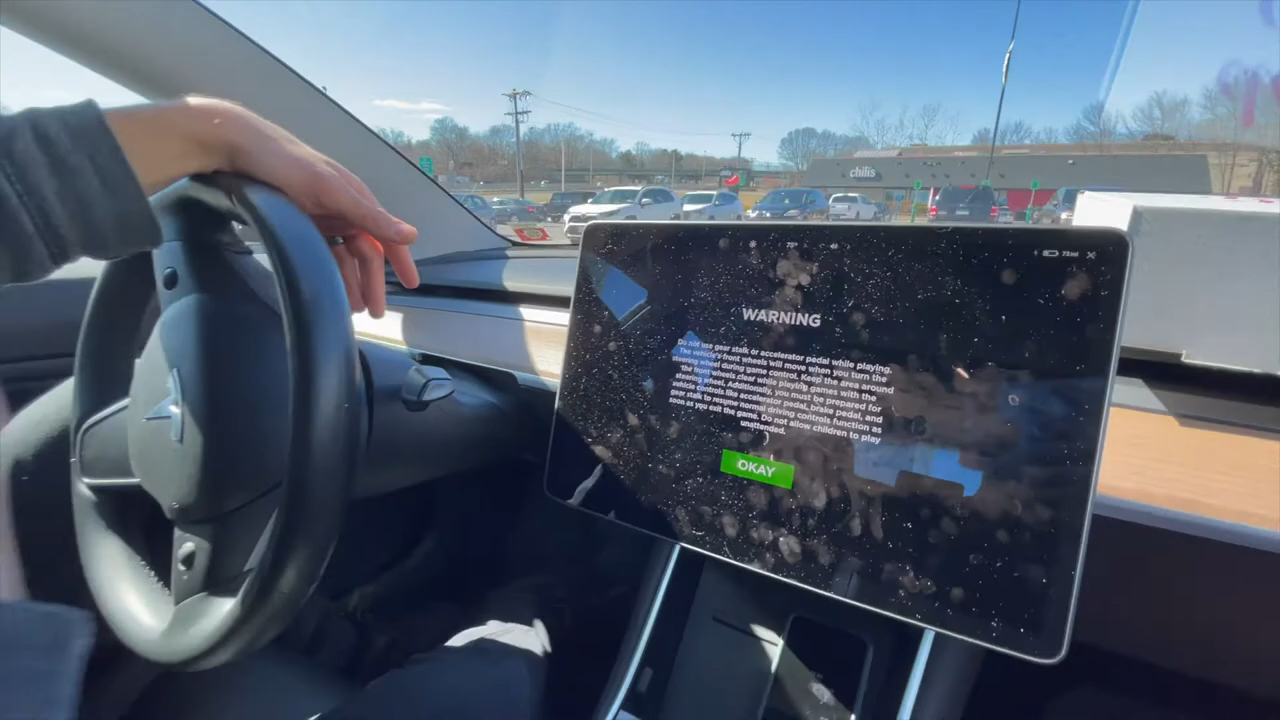 chilis
75°
73 mi
WARNING
Do not use gear stalk or accelerator pedal while playing.
The vehicle's front wheels will move when you turn the
steering wheel during game control. Keep the area around
the front wheels clear while playing games with the
steering wheel. Additionally, you must be prepared for
vehicle controls like accelerator pedal, brake pedal, and
gear stalk to resume normal driving controls function as
soon as you exit the game. Do not allow children to play
unattended.
OKAY